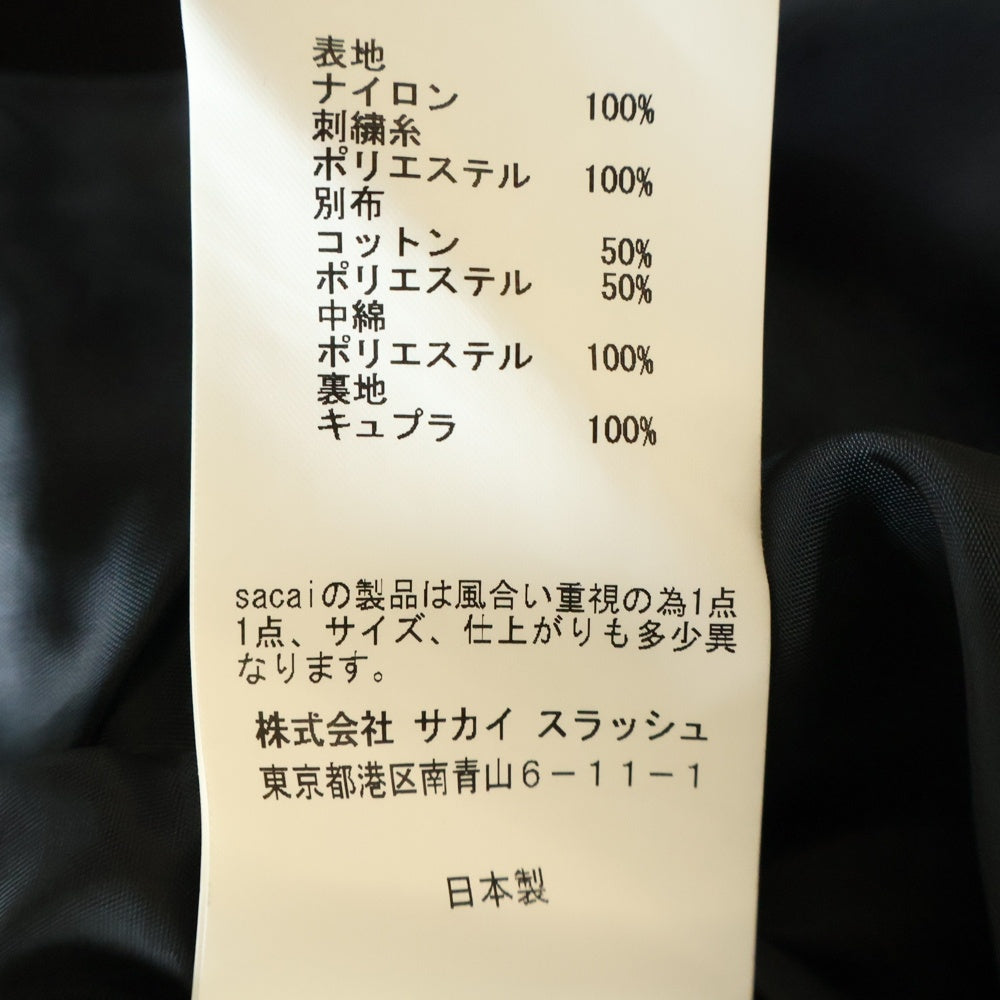 表地
ナイロン 100%
刺繍糸
ポリエステル 100%
別布
コットン 50%
ポリエステル 50%
中綿
ポリエステル 100%
裏地
キュプラ 100%
sacaiの製品は風合い重視の為1点
1点、サイズ、仕上がりも多少異
なります。
株式会社 サカイ スラッシュ
東京都港区南青山6－11－1
日本製